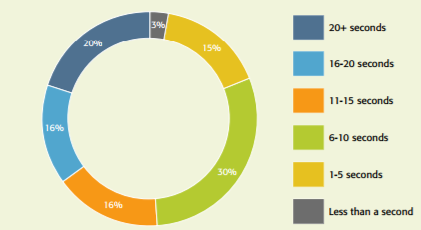 3%
20%
15%
16%
30%
16%
20+ seconds
16-20 seconds
11-15 seconds
6-10 seconds
1-5 seconds
Less than a second